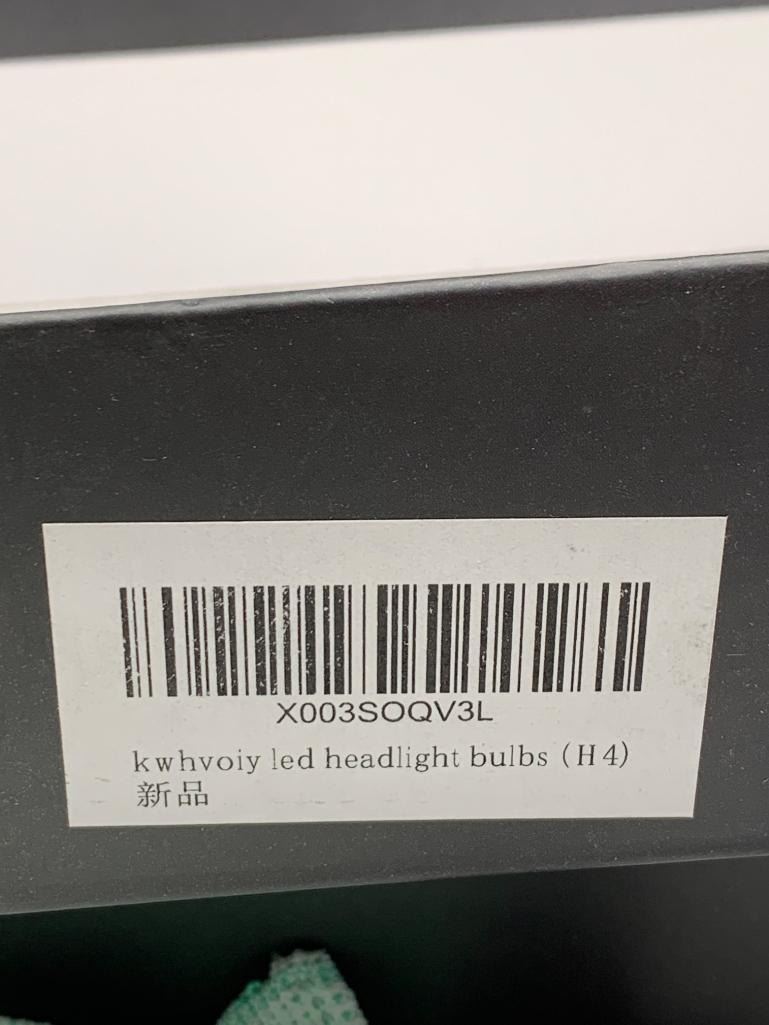 X003SOQV3L
kwhvoiy led headlight bulbs (H4)
新品